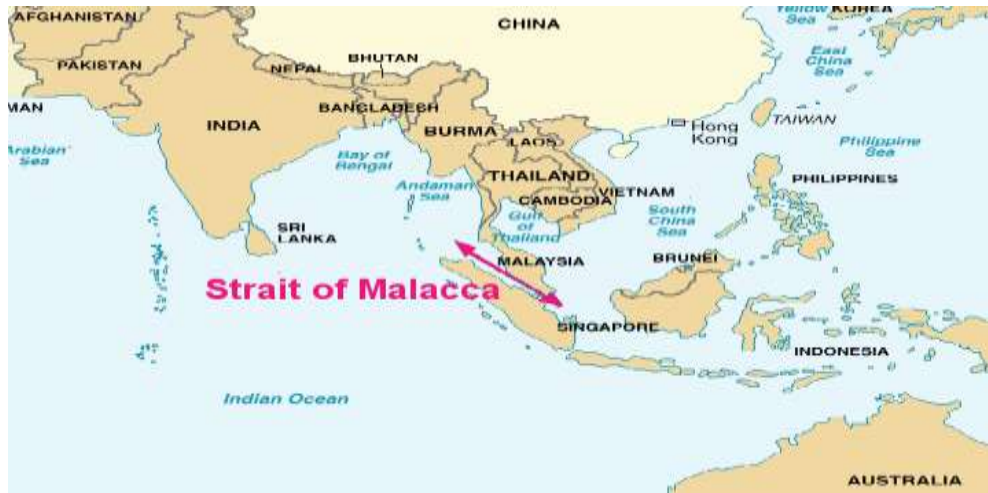 AFGHANISTAN
CHINA
Yellow
Sea
KOREA
PAKISTAN
NEPAL
BHUTAN
East
China
Sea
MAN
BANGLADESH
INDIA
BURMA
Hong
Kong
TAIWAN
LAOS
Arabian
Sea
Bay
of
Bengal
Philippine
Sea
THAILAND
Andaman
Sea
VIETNAM
PHILIPPINES
CAMBODIA
Gulf
of
Thailand
South
China
Sea
SRI
LANKA
MALAYSIA
BRUNEI
Strait of Malacca
SINGAPORE
INDONESIA
Indian Ocean
AUSTRALIA